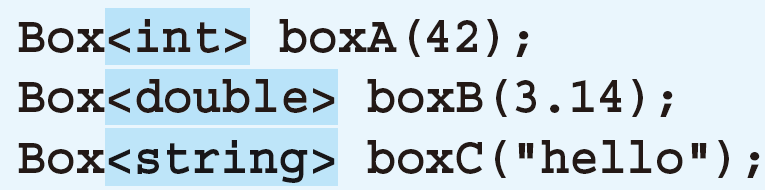 Box<int> boxA(42);
Box<double> boxB(3.14);
Box<string> boxC("hello");